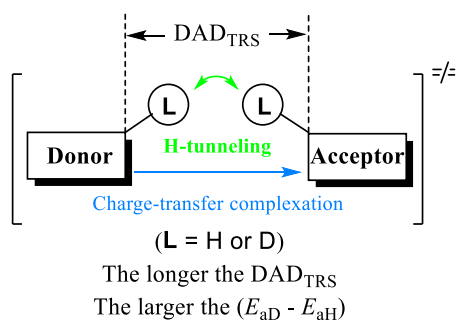 DAD_TRS
=/=
L L
H-tunneling
Donor Acceptor
Charge-transfer complexation
(L = H or D)
The longer the DAD_TRS
The larger the (E_aD - E_aH)